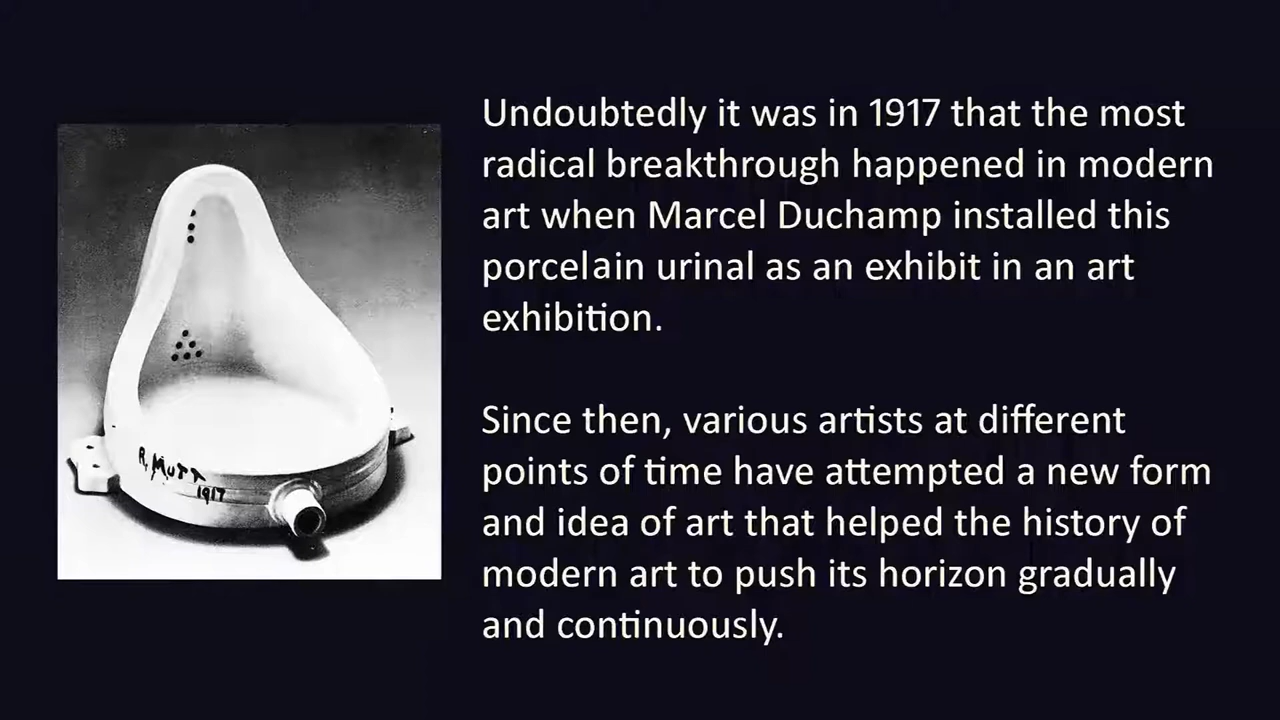 Undoubtedly it was in 1917 that the most
radical breakthrough happened in modern
art when Marcel Duchamp installed this
porcelain urinal as an exhibit in an art
exhibition.
Since then, various artists at different
points of time have attempted a new form
and idea of art that helped the history of
modern art to push its horizon gradually
and continuously.
R. MUTT
1917